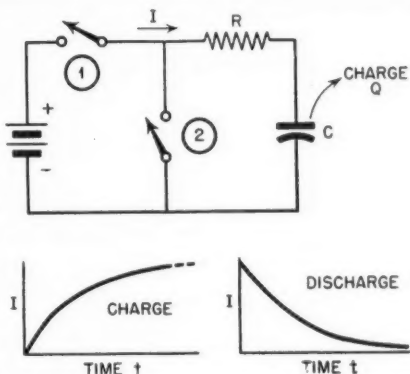 I
R
1
+
-
2
C
CHARGE
Q
I
CHARGE
TIME t
I
DISCHARGE
TIME t